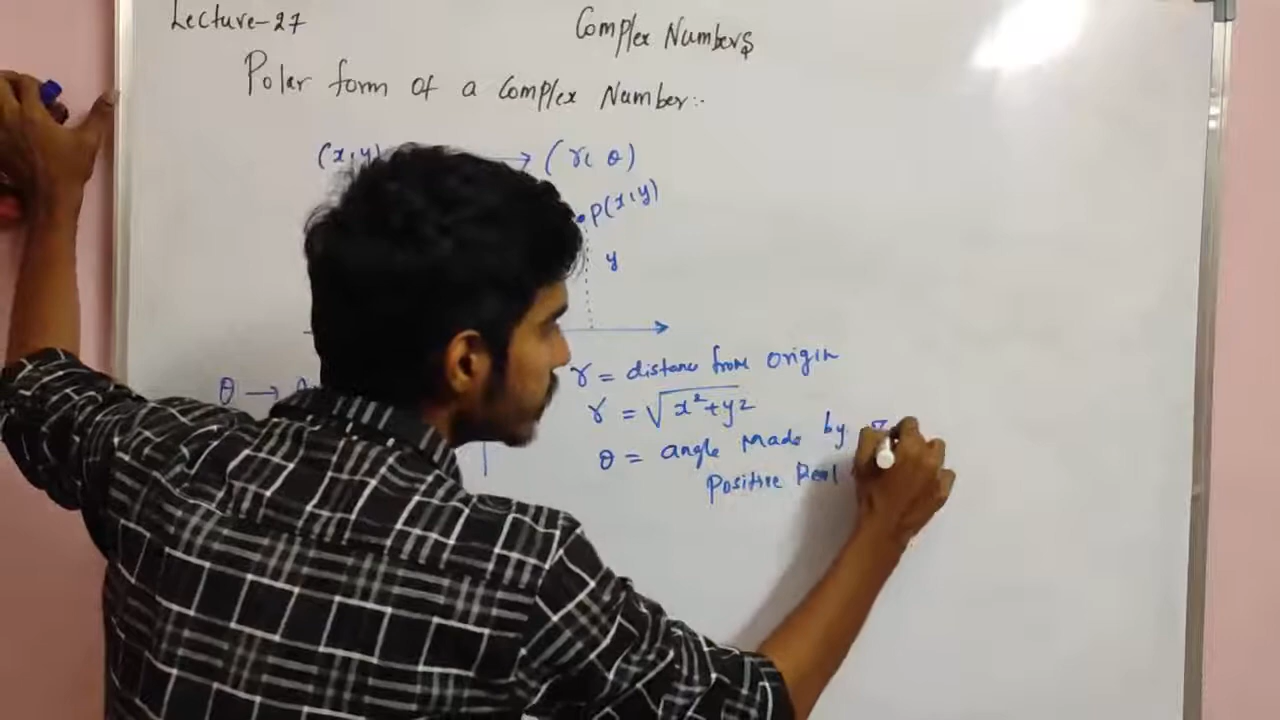 Lecture-27
Complex Numbers
Polar form of a Complex Number:-
(x,y) → (r, θ)
P(x,y)
y
r = distance from origin
θ →
r = √x²+y2
θ = angle made by
Positive Real